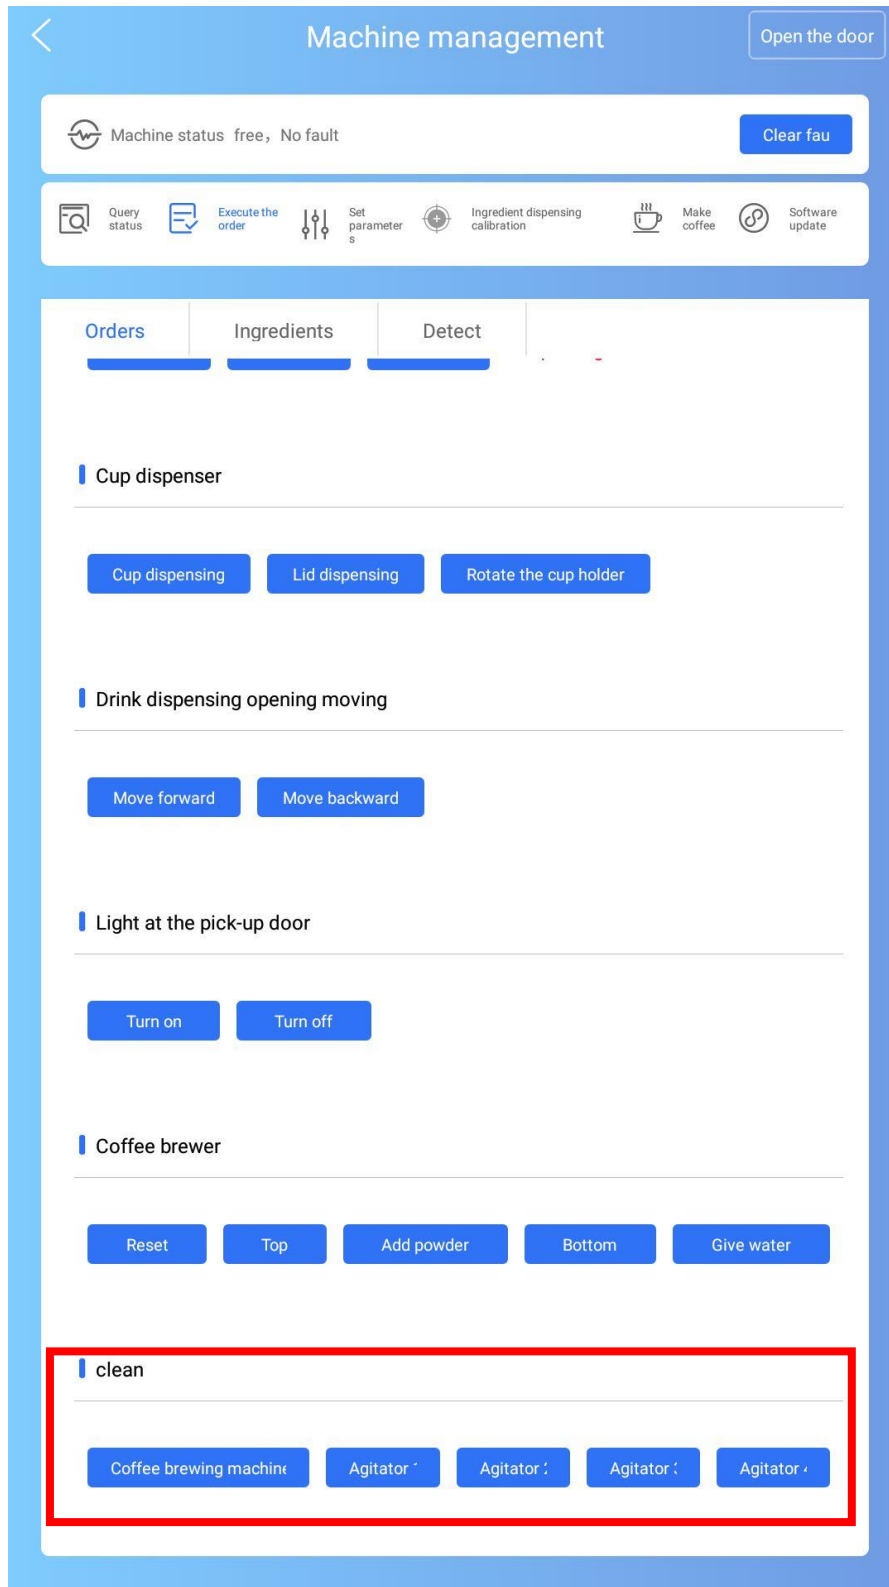 Machine management
Open the door
Machine status free, No fault
Clear fau
Query
status
Execute the
order
Set
parameter
s
Ingredient dispensing
calibration
Make
coffee
Software
update
Orders
Ingredients
Detect
Cup dispenser
Cup dispensing
Lid dispensing
Rotate the cup holder
Drink dispensing opening moving
Move forward
Move backward
Light at the pick-up door
Turn on
Turn off
Coffee brewer
Reset
Top
Add powder
Bottom
Give water
clean
Coffee brewing machine
Agitator
Agitator
Agitator
Agitator